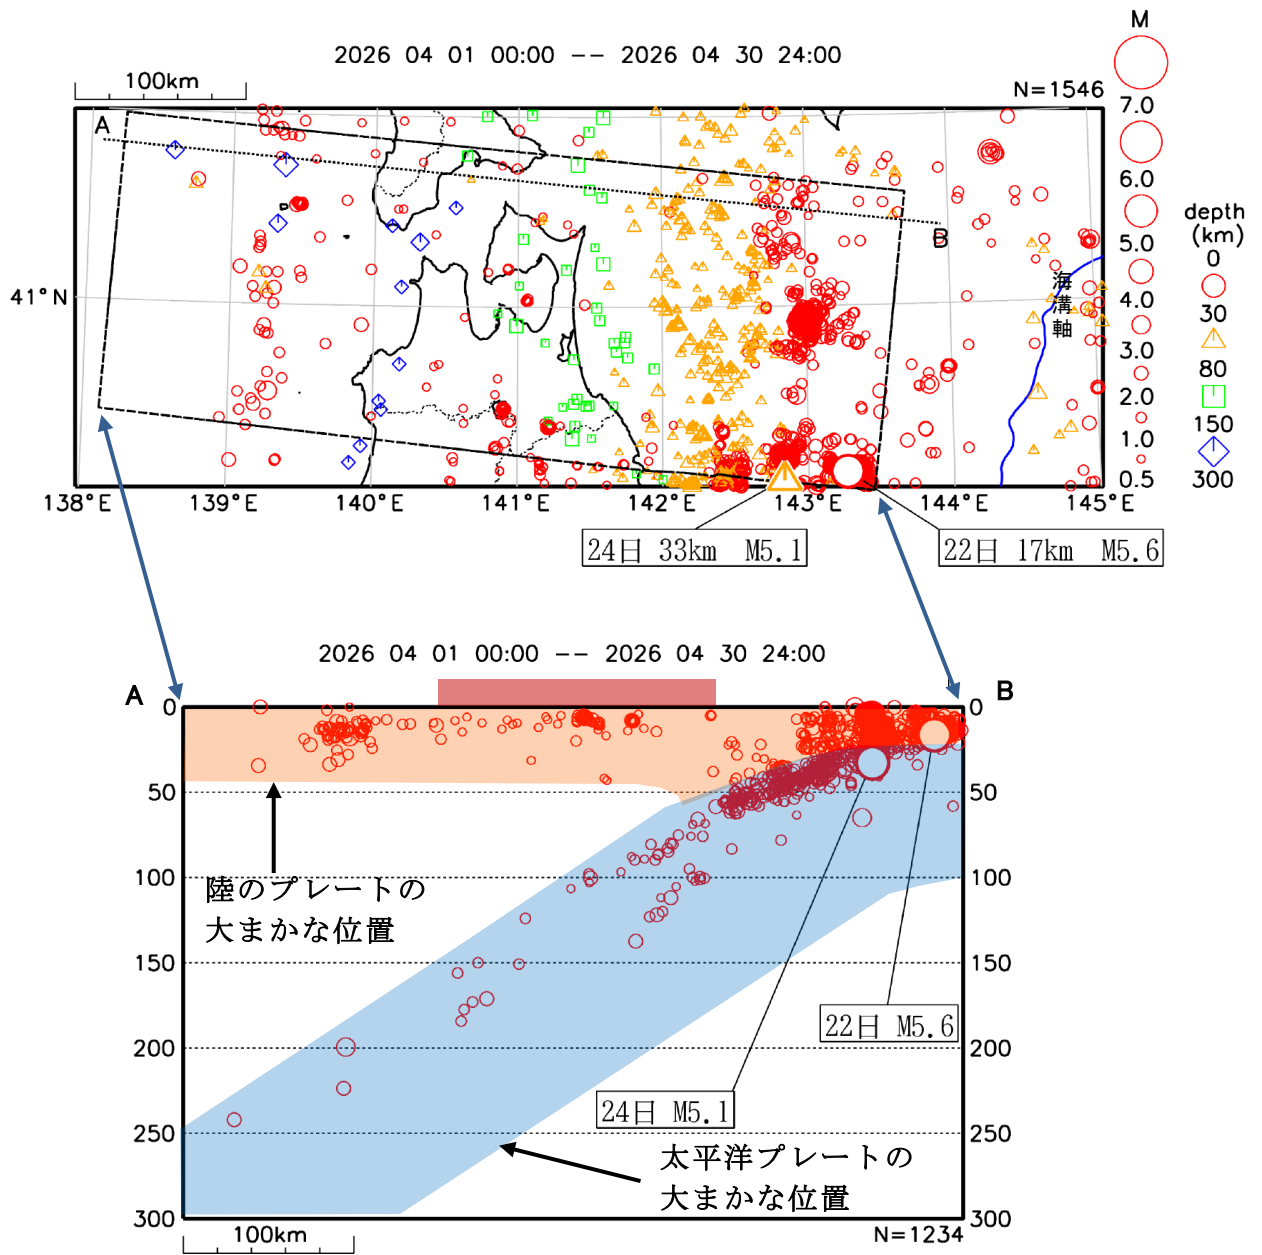 2026 04 01 00:00 -- 2026 04 30 24:00
M
100km
N=1546
7.0
A
6.0
depth
(km)
5.0
B
0
海溝軸
41°N
4.0
30
3.0
80
2.0
150
1.0
0.5
300
138°E
139°E
140°E
141°E
142°E
143°E
144°E
145°E
24日 33km M5.1
22日 17km M5.6
2026 04 01 00:00 -- 2026 04 30 24:00
A
B
0
0
50
50
100
100
陸のプレートの
大まかな位置
150
150
22日 M5.6
200
200
24日 M5.1
250
250
太平洋プレートの
大まかな位置
300
300
100km
N=1234